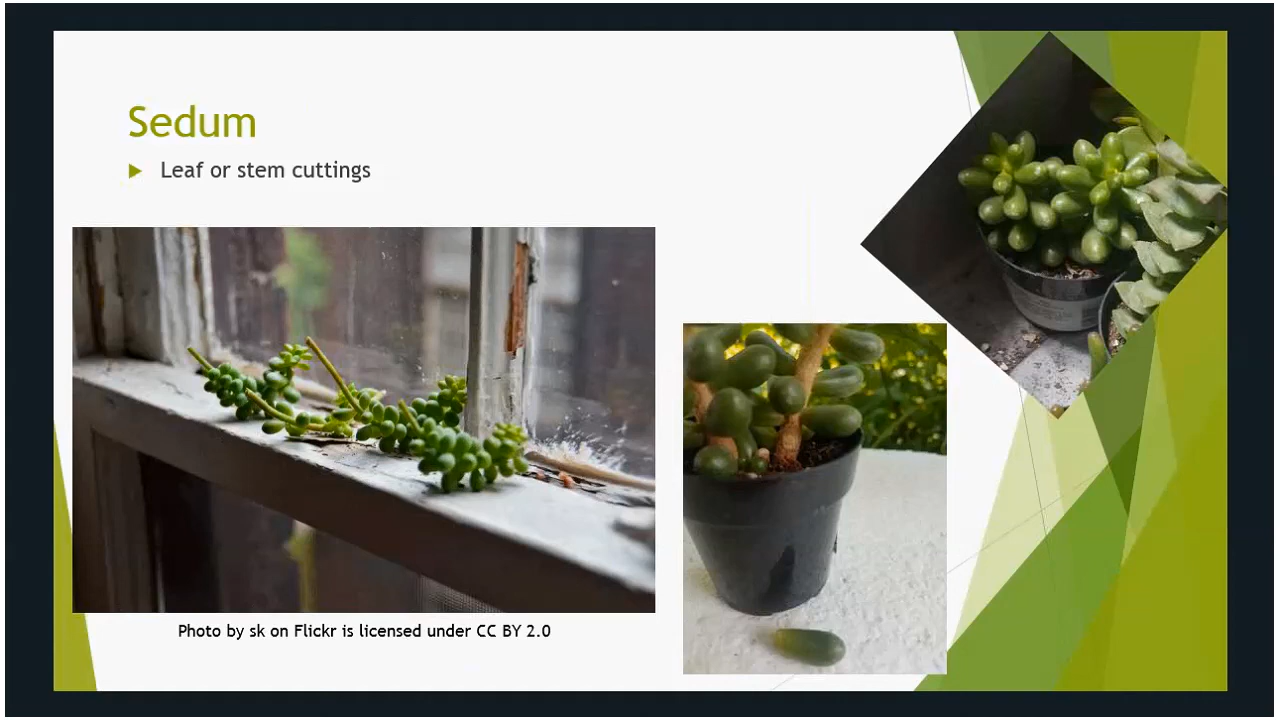 Sedum
Leaf or stem cuttings
Photo by sk on Flickr is licensed under CC BY 2.0